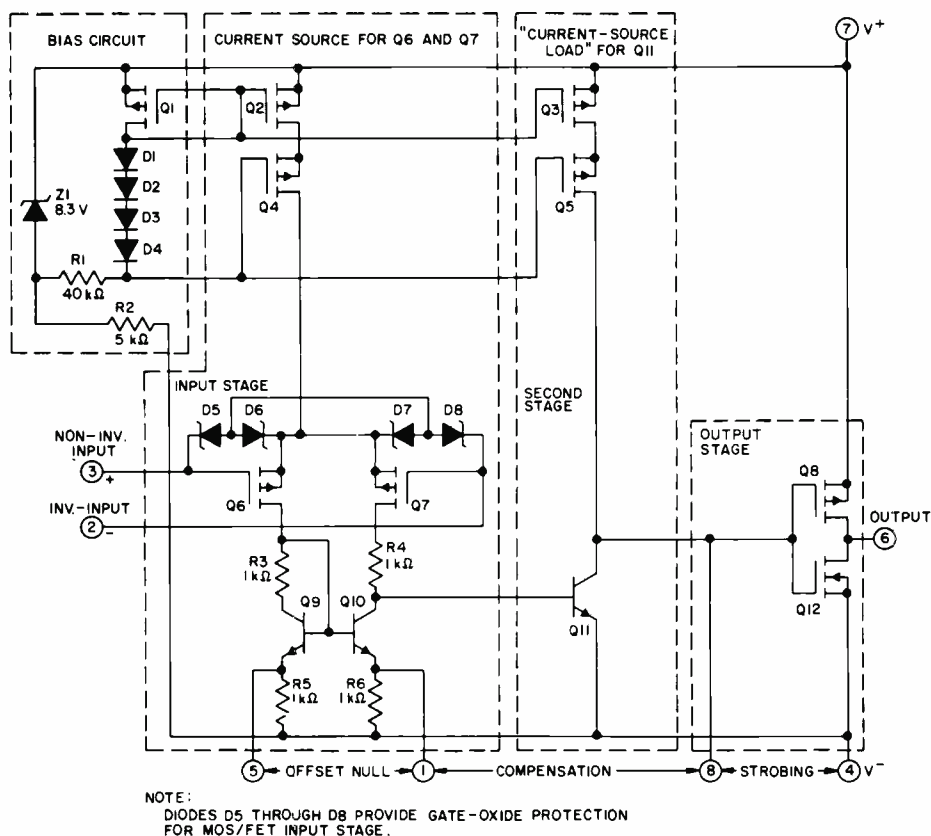 BIAS CIRCUIT
CURRENT SOURCE FOR Q6 AND Q7
"CURRENT-SOURCE
LOAD" FOR Q11
7 V+
Q1
Q2
Q3
D1
D2
Z1
8.3 V
D3
Q4
Q5
D4
R1
40 kΩ
R2
5 kΩ
INPUT STAGE
D5
D6
D7
D8
SECOND
STAGE
NON-INV.
INPUT
3 +
OUTPUT
STAGE
Q6
Q7
Q8
INV.-INPUT
2 -
OUTPUT
6
R3
1 kΩ
R4
1 kΩ
Q9
Q10
Q11
Q12
R5
1 kΩ
R6
1 kΩ
5 OFFSET NULL 1 COMPENSATION 8 STROBING 4 V-
NOTE:
DIODES D5 THROUGH D8 PROVIDE GATE-OXIDE PROTECTION
FOR MOS/FET INPUT STAGE.